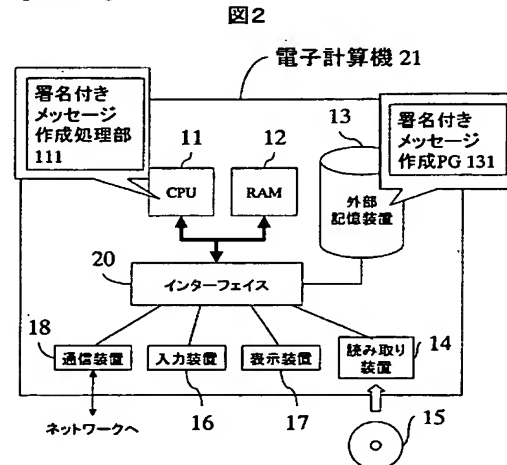 図2
電子計算機 21
署名付き
メッセージ
作成処理部
111
11
12
13
署名付き
メッセージ
作成PG 131
CPU
RAM
外部
記憶装置
20
インターフェイス
18
14
通信装置
入力装置
表示装置
読み取り
装置
ネットワークへ
16
17
15